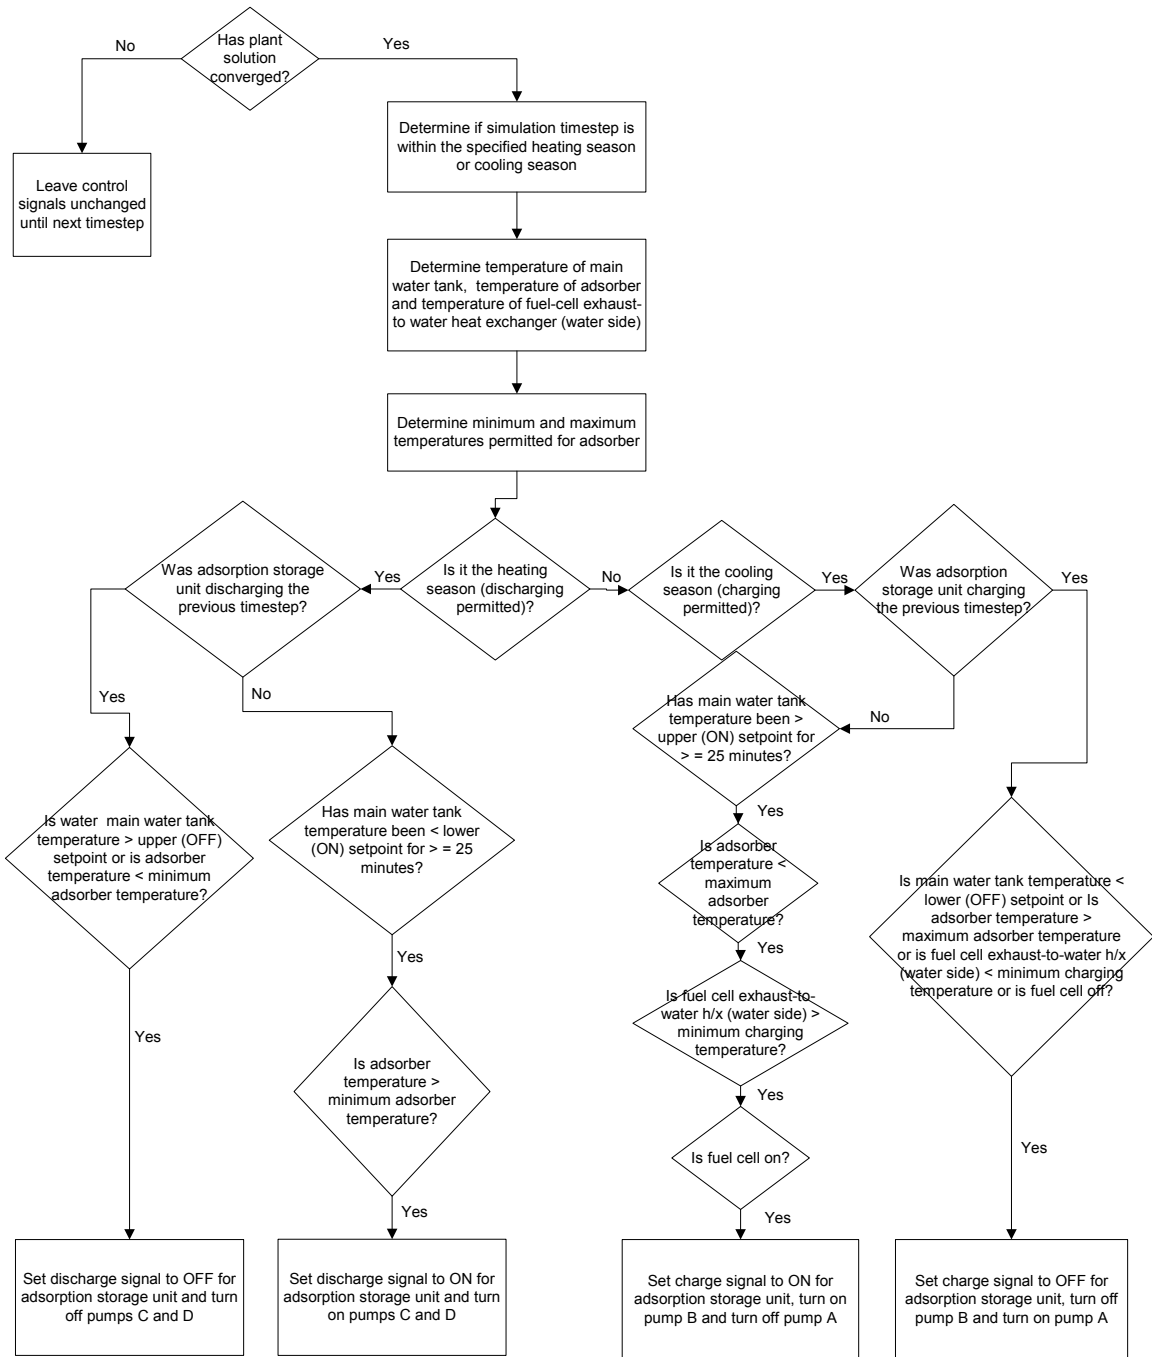 No
Has plant
solution
converged?
Yes
Determine if simulation timestep is
within the specified heating season
or cooling season
Leave control
signals unchanged
until next timestep
Determine temperature of main
water tank,  temperature of adsorber
and temperature of fuel-cell exhaust-
to water heat exchanger (water side)
Determine minimum and maximum
temperatures permitted for adsorber
Was adsorption storage
unit discharging the
previous timestep?
Yes
Is it the heating
season (discharging
permitted)?
No
Is it the cooling
season (charging
permitted)?
Yes
Was adsorption
storage unit charging
the previous timestep?
Yes
Yes
No
Has main water tank
temperature been >
upper (ON) setpoint for
> = 25 minutes?
No
Is water  main water tank
temperature > upper (OFF)
setpoint or is adsorber
temperature < minimum
adsorber temperature?
Has main water tank
temperature been < lower
(ON) setpoint for > = 25
minutes?
Yes
Is adsorber
temperature <
maximum
adsorber
temperature?
Is main water tank temperature <
lower (OFF) setpoint or Is
adsorber temperature >
maximum adsorber temperature
or is fuel cell exhaust-to-water h/x
(water side) < minimum charging
temperature or is fuel cell off?
Yes
Yes
Is fuel cell exhaust-to-
water h/x (water side) >
minimum charging
temperature?
Yes
Is adsorber
temperature >
minimum adsorber
temperature?
Yes
Is fuel cell on?
Yes
Yes
Yes
Set discharge signal to OFF for
adsorption storage unit and turn
off pumps C and D
Set discharge signal to ON for
adsorption storage unit and turn
on pumps C and D
Set charge signal to ON for
adsorption storage unit, turn on
pump B and turn off pump A
Set charge signal to OFF for
adsorption storage unit, turn off
pump B and turn on pump A